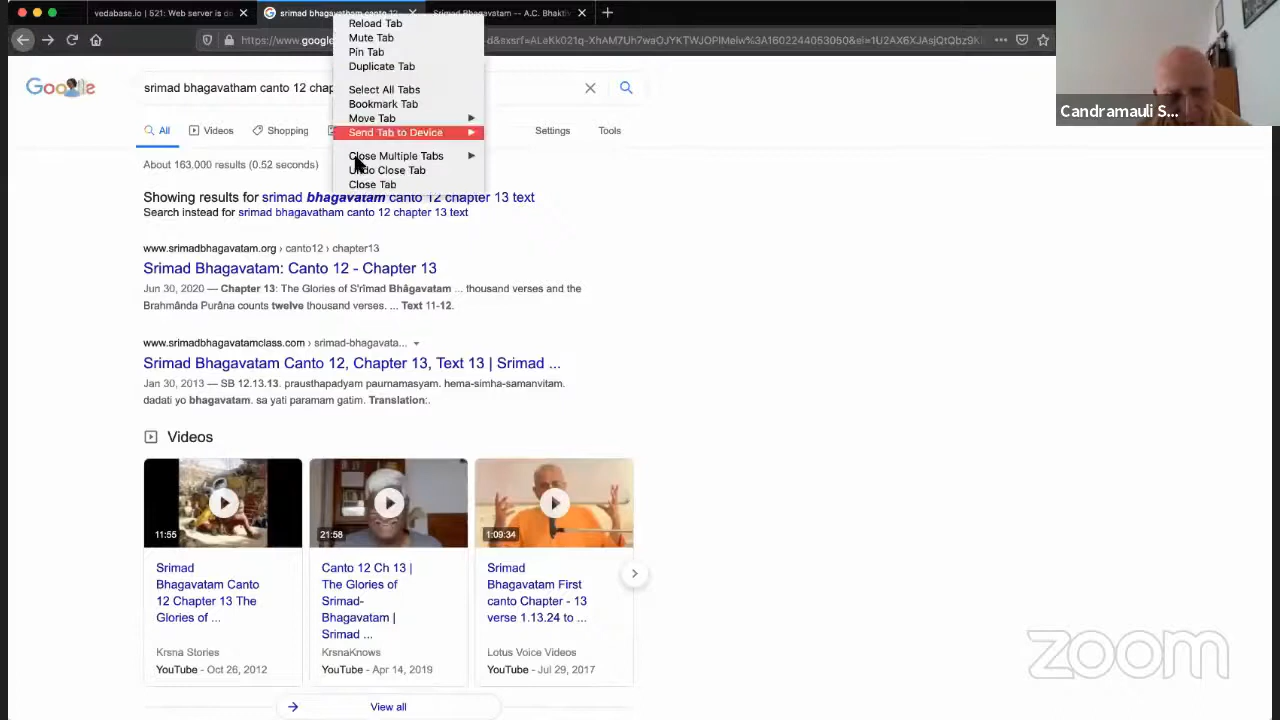 vedabase.io | 521: Web server is d
srimad bhagavatham canto 12
Srimad Bhagavatam -- A.C. Bhakti
https://www.google
Google
srimad bhagavatham canto 12 chap
Reload Tab
Mute Tab
Pin Tab
Duplicate Tab
Select All Tabs
Bookmark Tab
Move Tab
Send Tab to Device
Close Multiple Tabs
Undo Close Tab
Close Tab
Candramauli S...
All
Videos
Shopping
Settings
Tools
About 163,000 results (0.52 seconds)
Showing results for srimad bhagavatam canto 12 chapter 13 text
Search instead for srimad bhagavatham canto 12 chapter 13 text
www.srimadbhagavatam.org › canto12 › chapter13
Srimad Bhagavatam: Canto 12 - Chapter 13
Jun 30, 2020 — Chapter 13: The Glories of S'rîmad Bhâgavatam ... thousand verses and the
Brahmânda Purâna counts twelve thousand verses. ... Text 11-12.
www.srimadbhagavatamclass.com › srimad-bhagavata...
Srimad Bhagavatam Canto 12, Chapter 13, Text 13 | Srimad ...
Jan 30, 2013 — SB 12.13.13. prausthapadyam paurnamasyam. hema-simha-samanvitam.
dadati yo bhagavatam. sa yati paramam gatim. Translation:.
Videos
11:55
21:58
1:09:34
Srimad
Bhagavatam Canto
12 Chapter 13 The
Glories of ...
Krsna Stories
YouTube - Oct 26, 2012
Canto 12 Ch 13 |
The Glories of
Srimad-
Bhagavatam |
Srimad ...
KrsnaKnows
YouTube - Apr 14, 2019
Srimad
Bhagavatam First
canto Chapter - 13
verse 1.13.24 to ...
Lotus Voice Videos
YouTube - Jul 29, 2017
View all
zoom